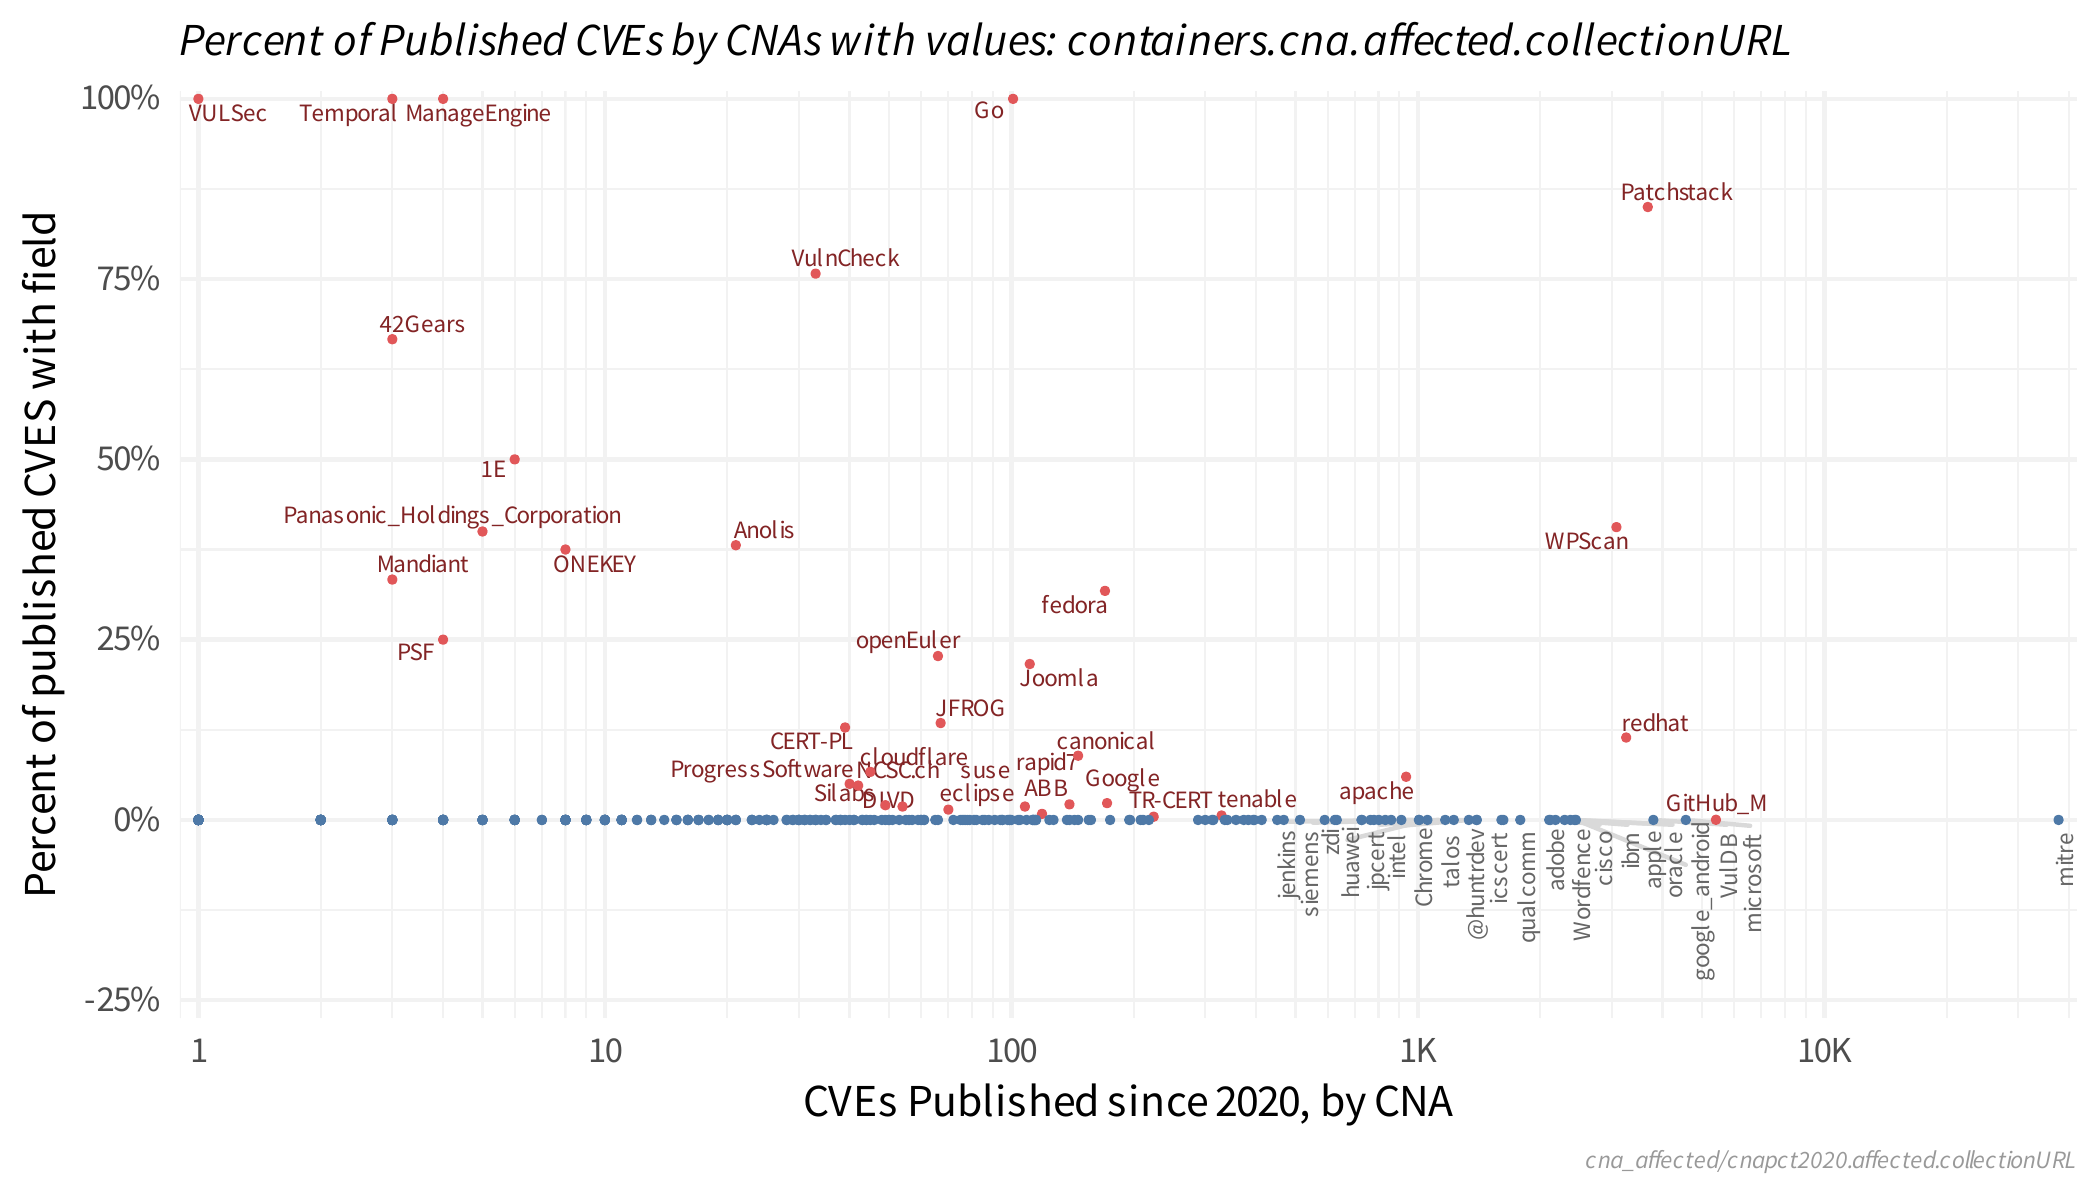 Percent of Published CVEs by CNAs with values: containers.cna.affected.collectionURL
Percent of published CVES with field
100%
75%
50%
25%
0%
-25%
VULSec
Temporal
ManageEngine
Go
Patchstack
VulnCheck
42Gears
1E
Panasonic_Holdings_Corporation
Anolis
WPScan
Mandiant
ONEKEY
fedora
PSF
openEuler
Joomla
JFROG
redhat
CERT-PL
canonical
cloudflare
ProgressSoftware
NCSC.ch
suse
rapid7
Google
Silabs
DIVD
eclipse
ABB
TR-CERT
tenable
apache
GitHub_M
jenkins
siemens
zdi
huawei
jpcert
intel
Chrome
talos
@huntrdev
icscert
qualcomm
adobe
Wordfence
cisco
ibm
apple
oracle
google_android
VulDB
microsoft
mitre
1
10
100
1K
10K
CVEs Published since 2020, by CNA
cna_affected/cnapct2020.affected.collectionURL